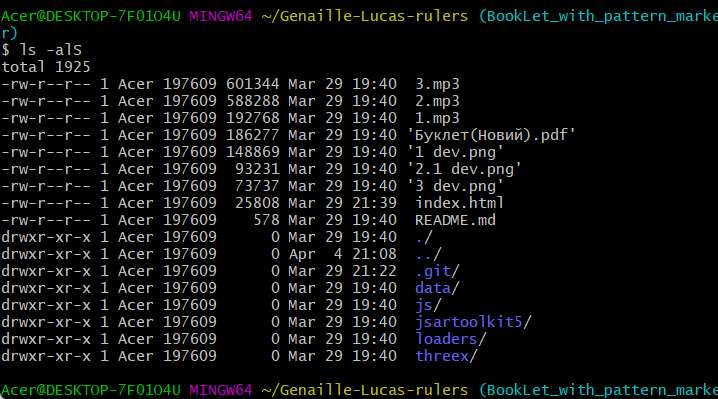 Acer@DESKTOP-7F01O4U MINGW64 ~/Genaille-Lucas-rulers (BookLet_with_pattern_marke
r)
$ ls -alS
total 1925
-rw-r--r-- 1 Acer 197609 601344 Mar 29 19:40  3.mp3
-rw-r--r-- 1 Acer 197609 588288 Mar 29 19:40  2.mp3
-rw-r--r-- 1 Acer 197609 192768 Mar 29 19:40  1.mp3
-rw-r--r-- 1 Acer 197609 186277 Mar 29 19:40 'Буклет(Новий).pdf'
-rw-r--r-- 1 Acer 197609 148869 Mar 29 19:40 '1 dev.png'
-rw-r--r-- 1 Acer 197609  93231 Mar 29 19:40 '2.1 dev.png'
-rw-r--r-- 1 Acer 197609  73737 Mar 29 19:40 '3 dev.png'
-rw-r--r-- 1 Acer 197609  25808 Mar 29 21:39  index.html
-rw-r--r-- 1 Acer 197609    578 Mar 29 19:40  README.md
drwxr-xr-x 1 Acer 197609      0 Mar 29 19:40  ./
drwxr-xr-x 1 Acer 197609      0 Apr  4 21:08  ../
drwxr-xr-x 1 Acer 197609      0 Mar 29 21:22  .git/
drwxr-xr-x 1 Acer 197609      0 Mar 29 19:40  data/
drwxr-xr-x 1 Acer 197609      0 Mar 29 19:40  js/
drwxr-xr-x 1 Acer 197609      0 Mar 29 19:40  jsartoolkit5/
drwxr-xr-x 1 Acer 197609      0 Mar 29 19:40  loaders/
drwxr-xr-x 1 Acer 197609      0 Mar 29 19:40  threex/
Acer@DESKTOP-7F01O4U MINGW64 ~/Genaille-Lucas-rulers (BookLet_with_pattern_marke